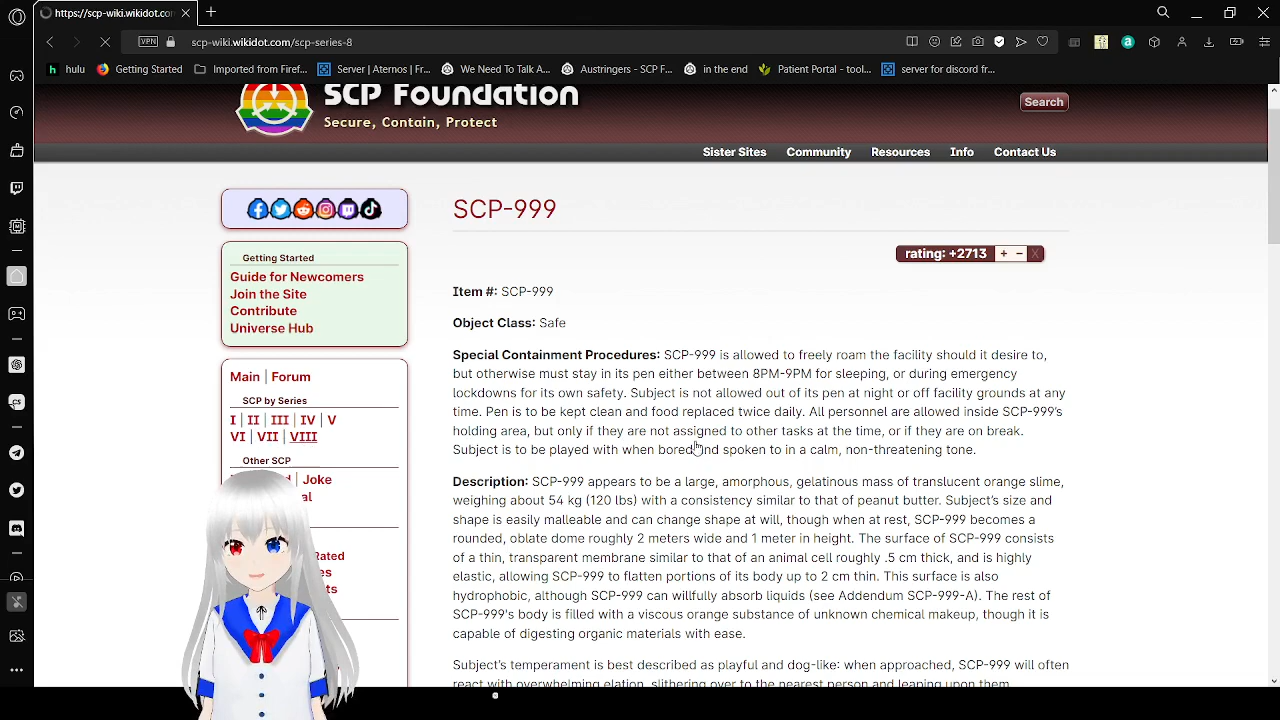 https://scp-wiki.wikidot.con
VPN
scp-wiki.wikidot.com/scp-series-8
hulu
Getting Started
Imported from Firef...
Server | Aternos | Fr...
We Need To Talk A...
Austringers - SCP F...
in the end
Patient Portal - tool...
server for discord fr...
SCP Foundation
Secure, Contain, Protect
Search
Sister Sites
Community
Resources
Info
Contact Us
Getting Started
Guide for Newcomers
Join the Site
Contribute
Universe Hub
Main | Forum
SCP by Series
I | II | III | IV | V
VI | VII | VIII
Other SCP
| Joke
SCP-999
rating: +2713 + − X
Item #: SCP-999
Object Class: Safe
Special Containment Procedures: SCP-999 is allowed to freely roam the facility should it desire to,
but otherwise must stay in its pen either between 8PM-9PM for sleeping, or during emergency
lockdowns for its own safety. Subject is not allowed out of its pen at night or off facility grounds at any
time. Pen is to be kept clean and food replaced twice daily. All personnel are allowed inside SCP-999's
holding area, but only if they are not assigned to other tasks at the time, or if they are on break.
Subject is to be played with when bored and spoken to in a calm, non-threatening tone.
Description: SCP-999 appears to be a large, amorphous, gelatinous mass of translucent orange slime,
weighing about 54 kg (120 lbs) with a consistency similar to that of peanut butter. Subject's size and
shape is easily malleable and can change shape at will, though when at rest, SCP-999 becomes a
rounded, oblate dome roughly 2 meters wide and 1 meter in height. The surface of SCP-999 consists
of a thin, transparent membrane similar to that of an animal cell roughly .5 cm thick, and is highly
elastic, allowing SCP-999 to flatten portions of its body up to 2 cm thin. This surface is also
hydrophobic, although SCP-999 can willfully absorb liquids (see Addendum SCP-999-A). The rest of
SCP-999's body is filled with a viscous orange substance of unknown chemical makeup, though it is
capable of digesting organic materials with ease.
Subject's temperament is best described as playful and dog-like: when approached, SCP-999 will often
react with overwhelming elation, slithering over to the nearest person and leaping upon them,